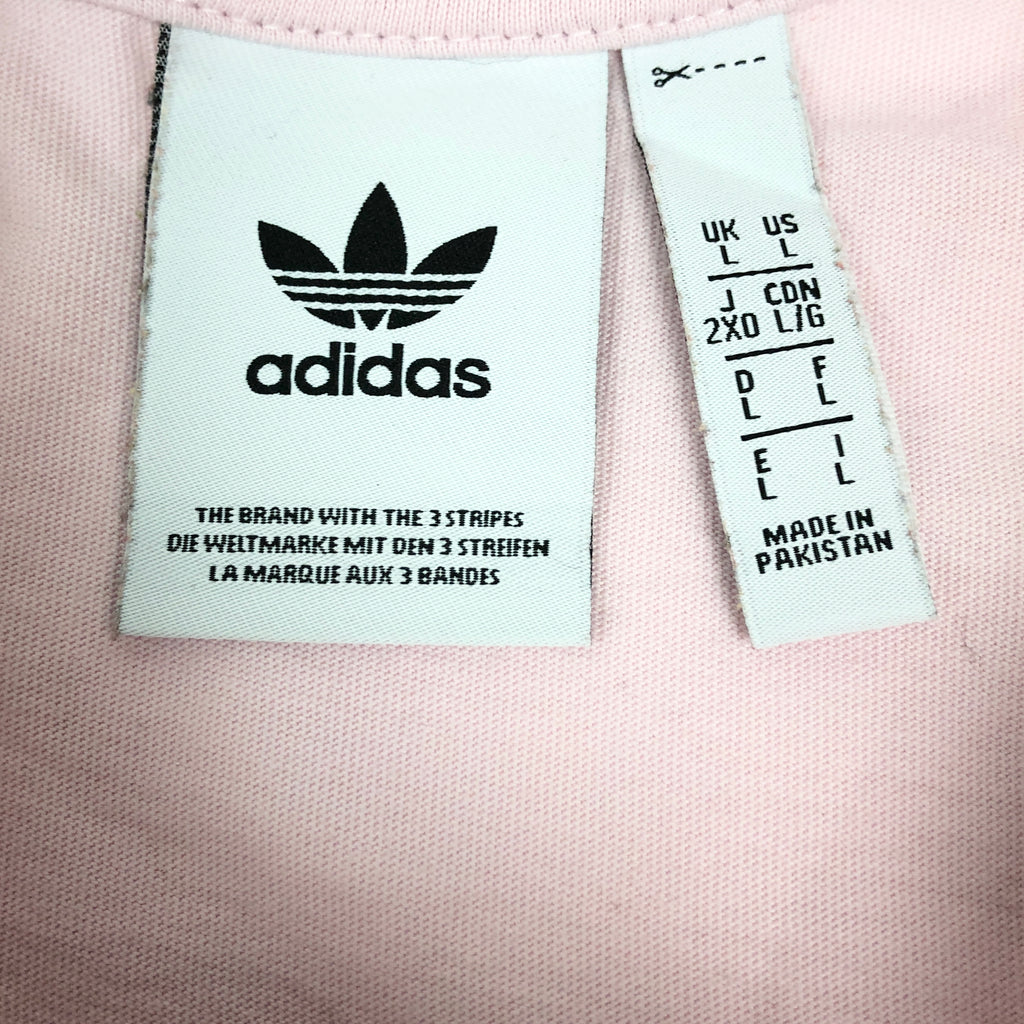 adidas
THE BRAND WITH THE 3 STRIPES
DIE WELTMARKE MIT DEN 3 STREIFEN
LA MARQUE AUX 3 BANDES
UK US
L L
J CDN
2XO L/G
D F
L L
E I
L L
MADE IN
PAKISTAN